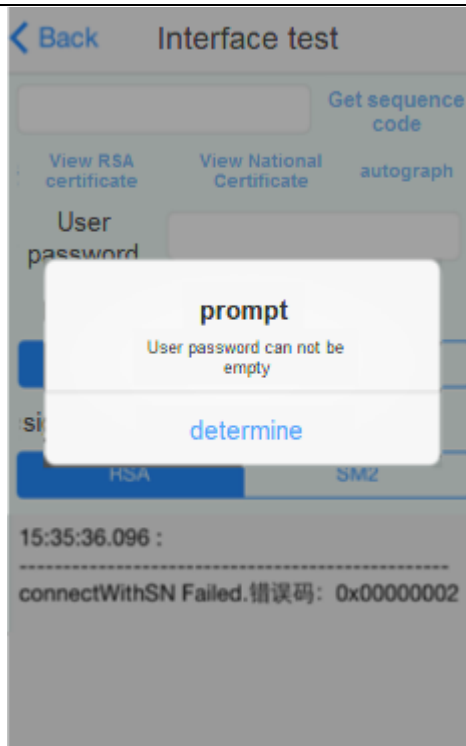 Back
Interface test
Get sequence
code
View RSA
certificate
View National
Certificate
autograph
User
password
prompt
User password can not be
empty
determine
RSA
SM2
15:35:36.096 :
------------------------------------------------
connectWithSN Failed.错误码: 0x00000002